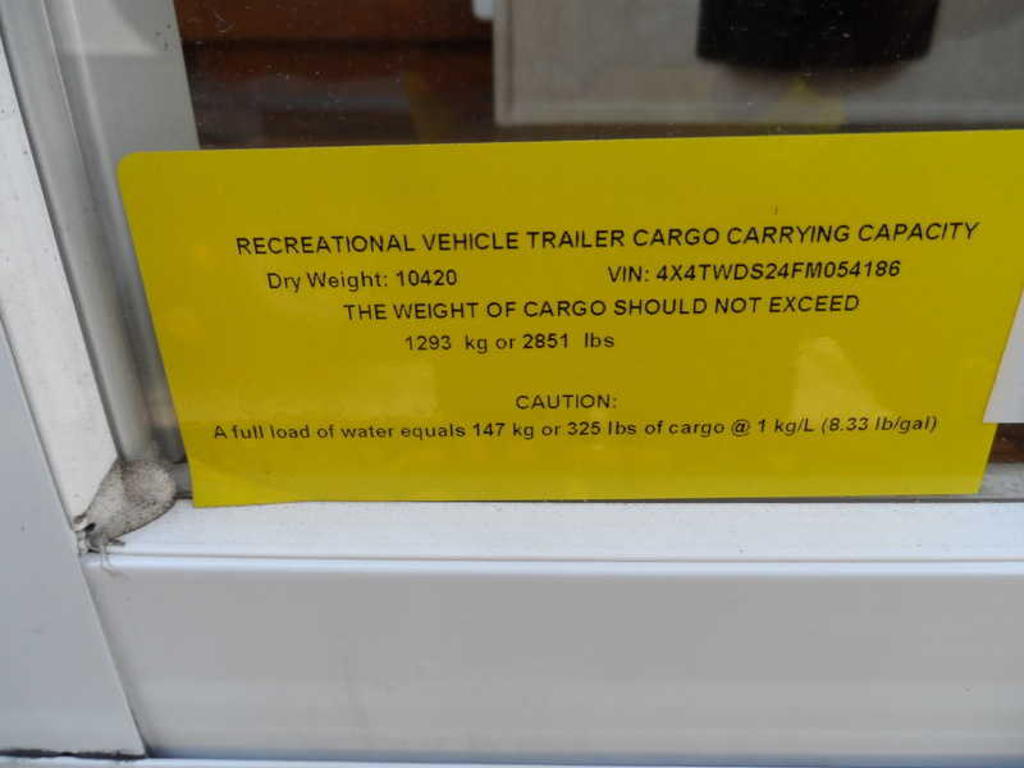 RECREATIONAL VEHICLE TRAILER CARGO CARRYING CAPACITY
Dry Weight: 10420 VIN: 4X4TWDS24FM054186
THE WEIGHT OF CARGO SHOULD NOT EXCEED
1293 kg or 2851 lbs
CAUTION:
A full load of water equals 147 kg or 325 lbs of cargo @ 1 kg/L (8.33 lb/gal)